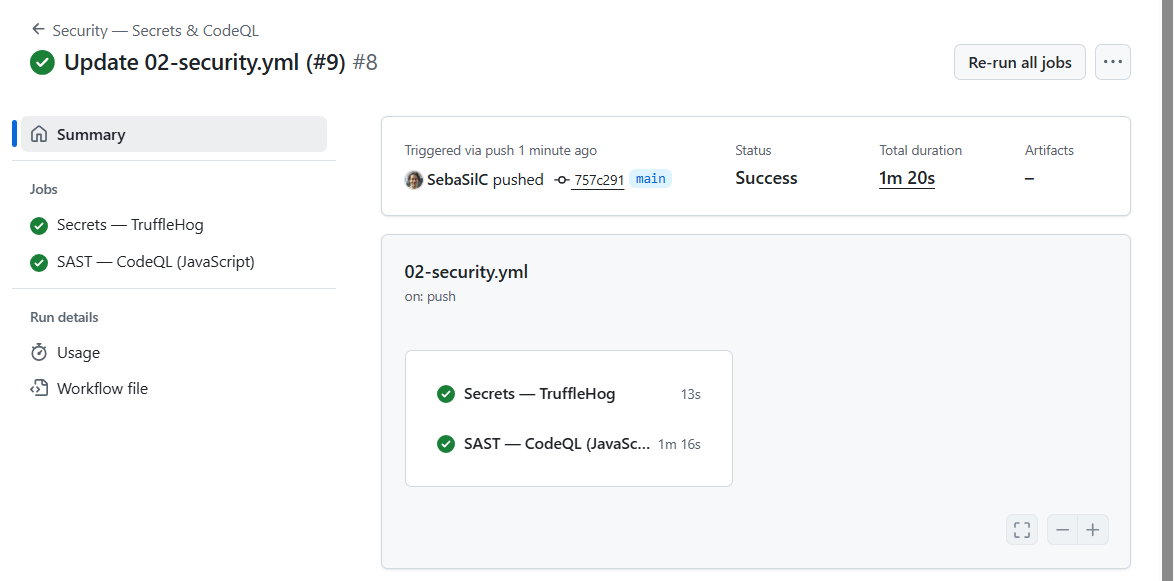 Security — Secrets & CodeQL
Update 02-security.yml (#9) #8
Re-run all jobs
Summary
Jobs
Secrets — TruffleHog
SAST — CodeQL (JavaScript)
Run details
Usage
Workflow file
Triggered via push 1 minute ago
SebaSilC pushed 757c291 main
Status
Success
Total duration
1m 20s
Artifacts
–
02-security.yml
on: push
Secrets — TruffleHog 13s
SAST — CodeQL (JavaSc... 1m 16s